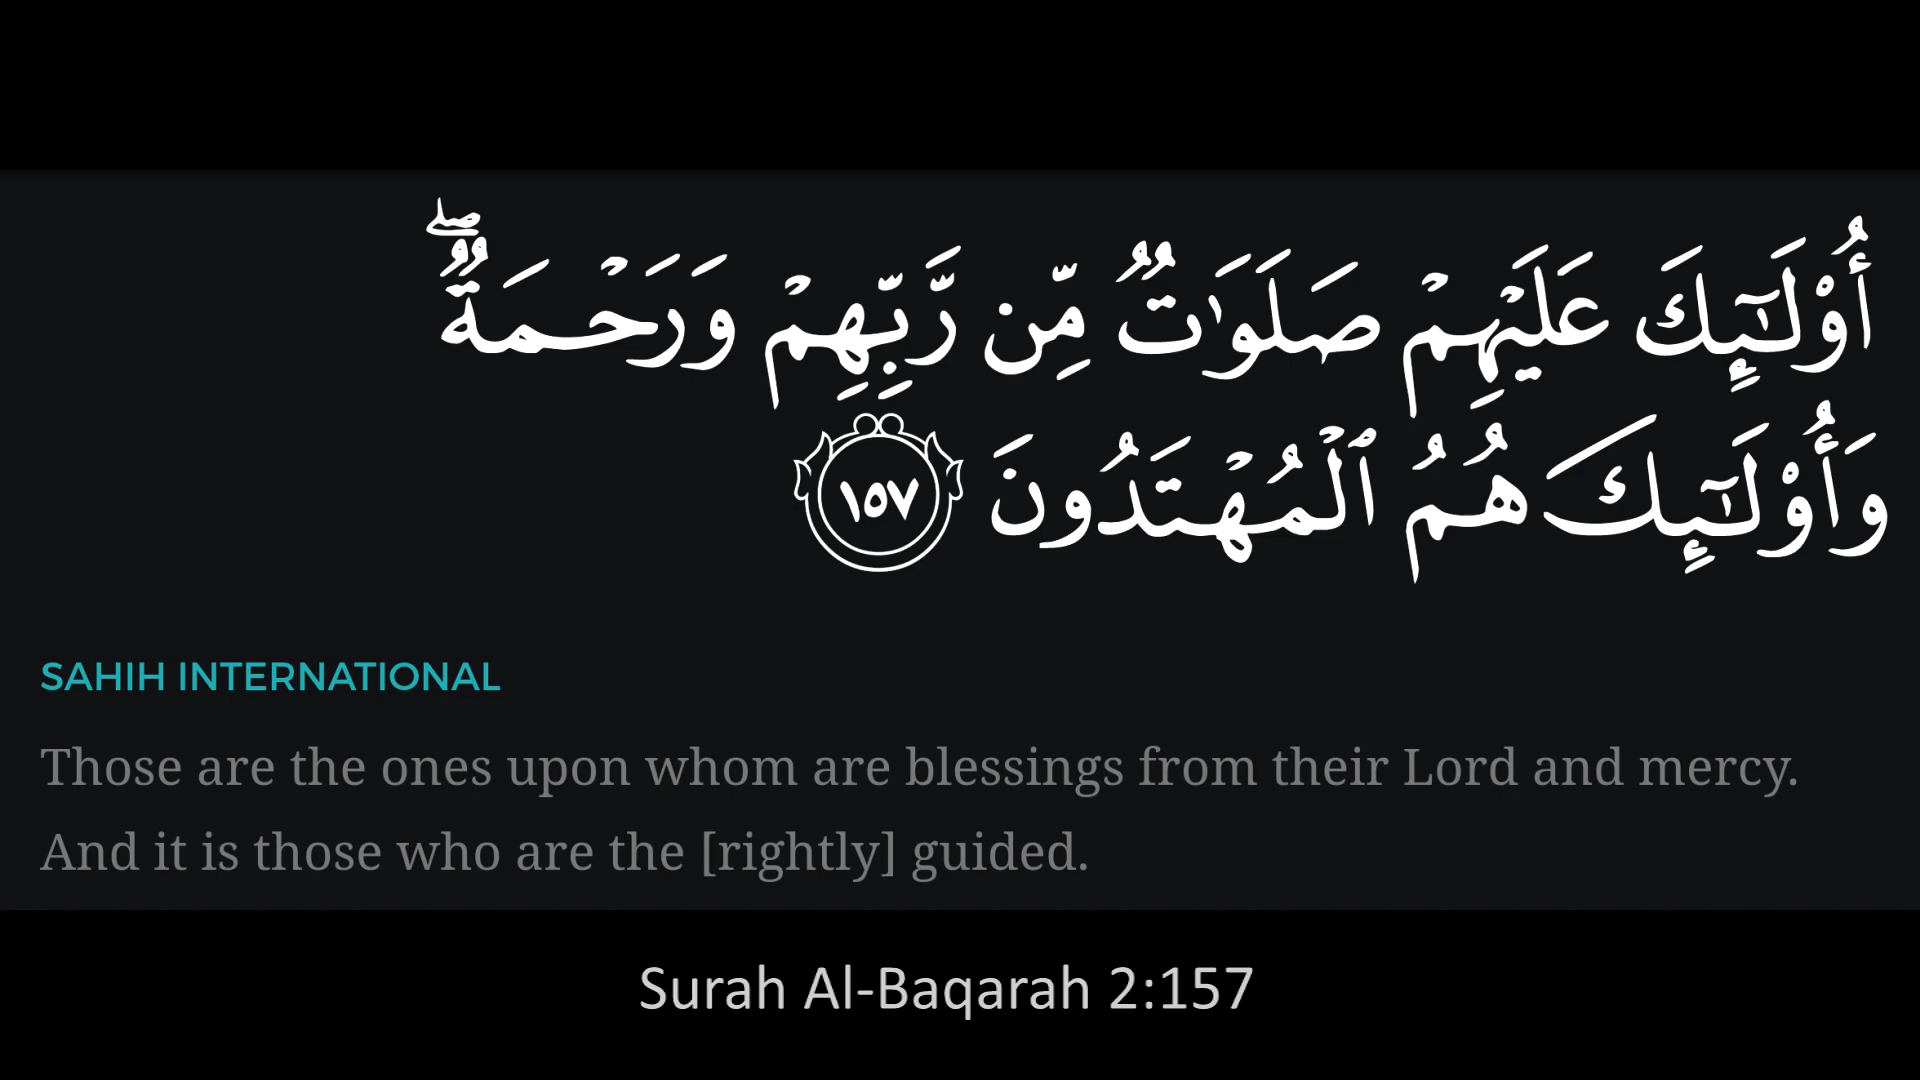 أُو۟لَـٰٓئِكَ عَلَيْهِمْ صَلَوَٰتٌ مِّن رَّبِّهِمْ وَرَحْمَةٌ ۖ
وَأُو۟لَـٰٓئِكَ هُمُ ٱلْمُهْتَدُونَ ١٥٧
SAHIH INTERNATIONAL
Those are the ones upon whom are blessings from their Lord and mercy.
And it is those who are the [rightly] guided.
Surah Al-Baqarah 2:157